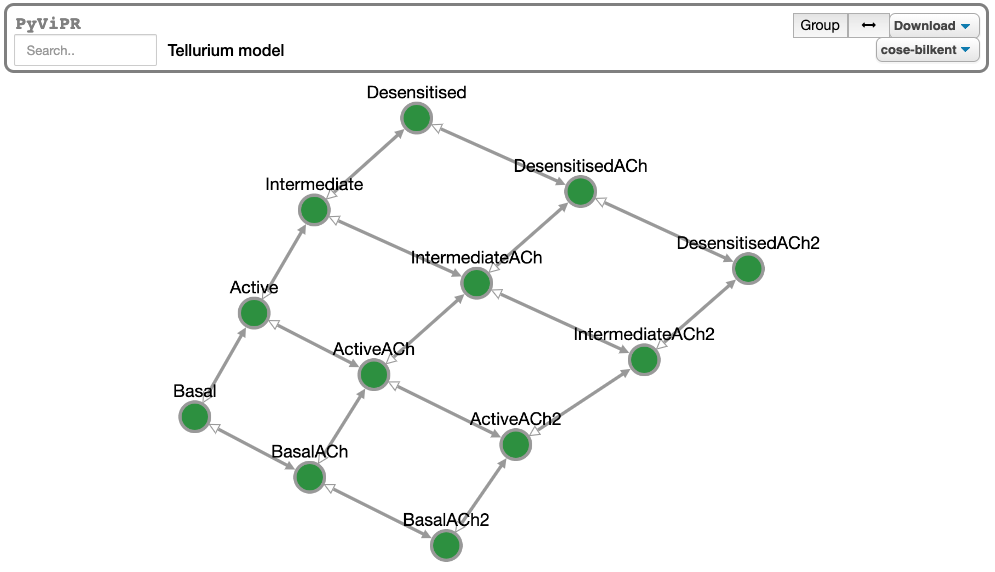 PyViPR
Search..
Tellurium model
Group
↔
Download
cose-bilkent
Desensitised
DesensitisedACh
Intermediate
DesensitisedACh2
IntermediateACh
Active
IntermediateACh2
ActiveACh
Basal
ActiveACh2
BasalACh
BasalACh2